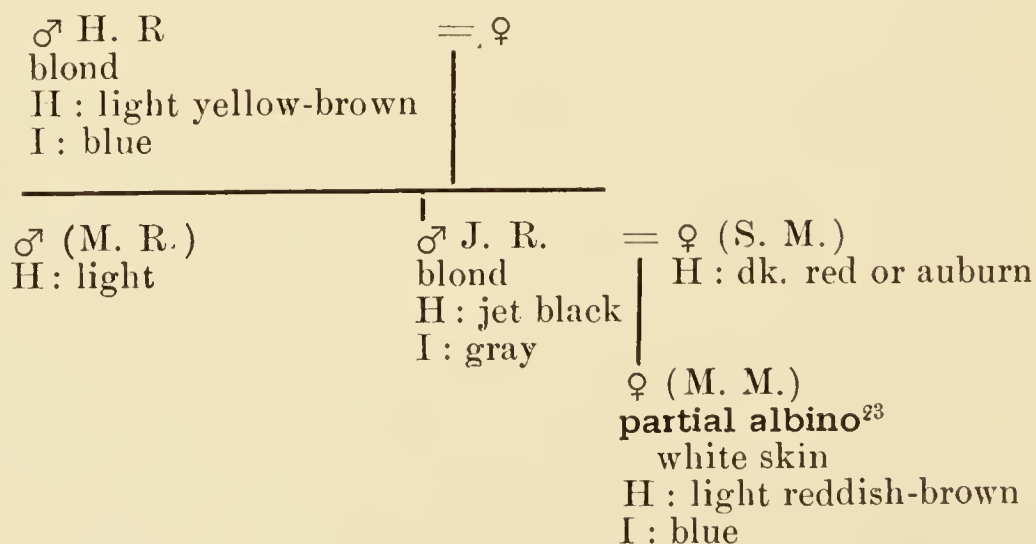 ♂ H. R =. ♀
blond
H : light yellow-brown
I : blue
♂ (M. R.) ♂ J. R. = ♀ (S. M.)
H : light blond H : dk. red or auburn
H : jet black
I : gray
♀ (M. M.)
partial albino²³
white skin
H : light reddish-brown
I : blue